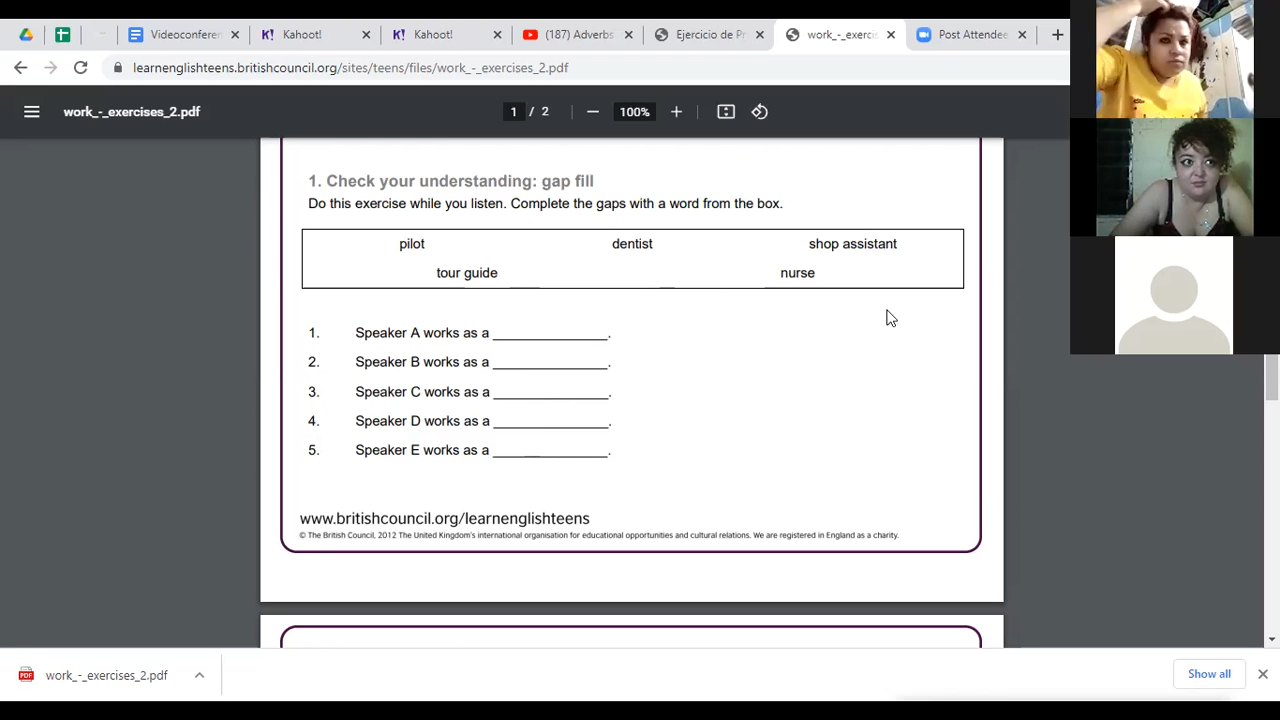 Videoconferen
Kahoot!
Kahoot!
(187) Adverbs
Ejercicio de Pr
work_-_exercis
Post Attendee
learnenglishteens.britishcouncil.org/sites/teens/files/work_-_exercises_2.pdf
work_-_exercises_2.pdf
1 / 2
100%
1. Check your understanding: gap fill
Do this exercise while you listen. Complete the gaps with a word from the box.
pilot dentist shop assistant
tour guide nurse
1. Speaker A works as a ______________.
2. Speaker B works as a ______________.
3. Speaker C works as a ______________.
4. Speaker D works as a ______________.
5. Speaker E works as a ______________.
www.britishcouncil.org/learnenglishteens
© The British Council, 2012 The United Kingdom's international organisation for educational opportunities and cultural relations. We are registered in England as a charity.
PDF
work_-_exercises_2.pdf
Show all